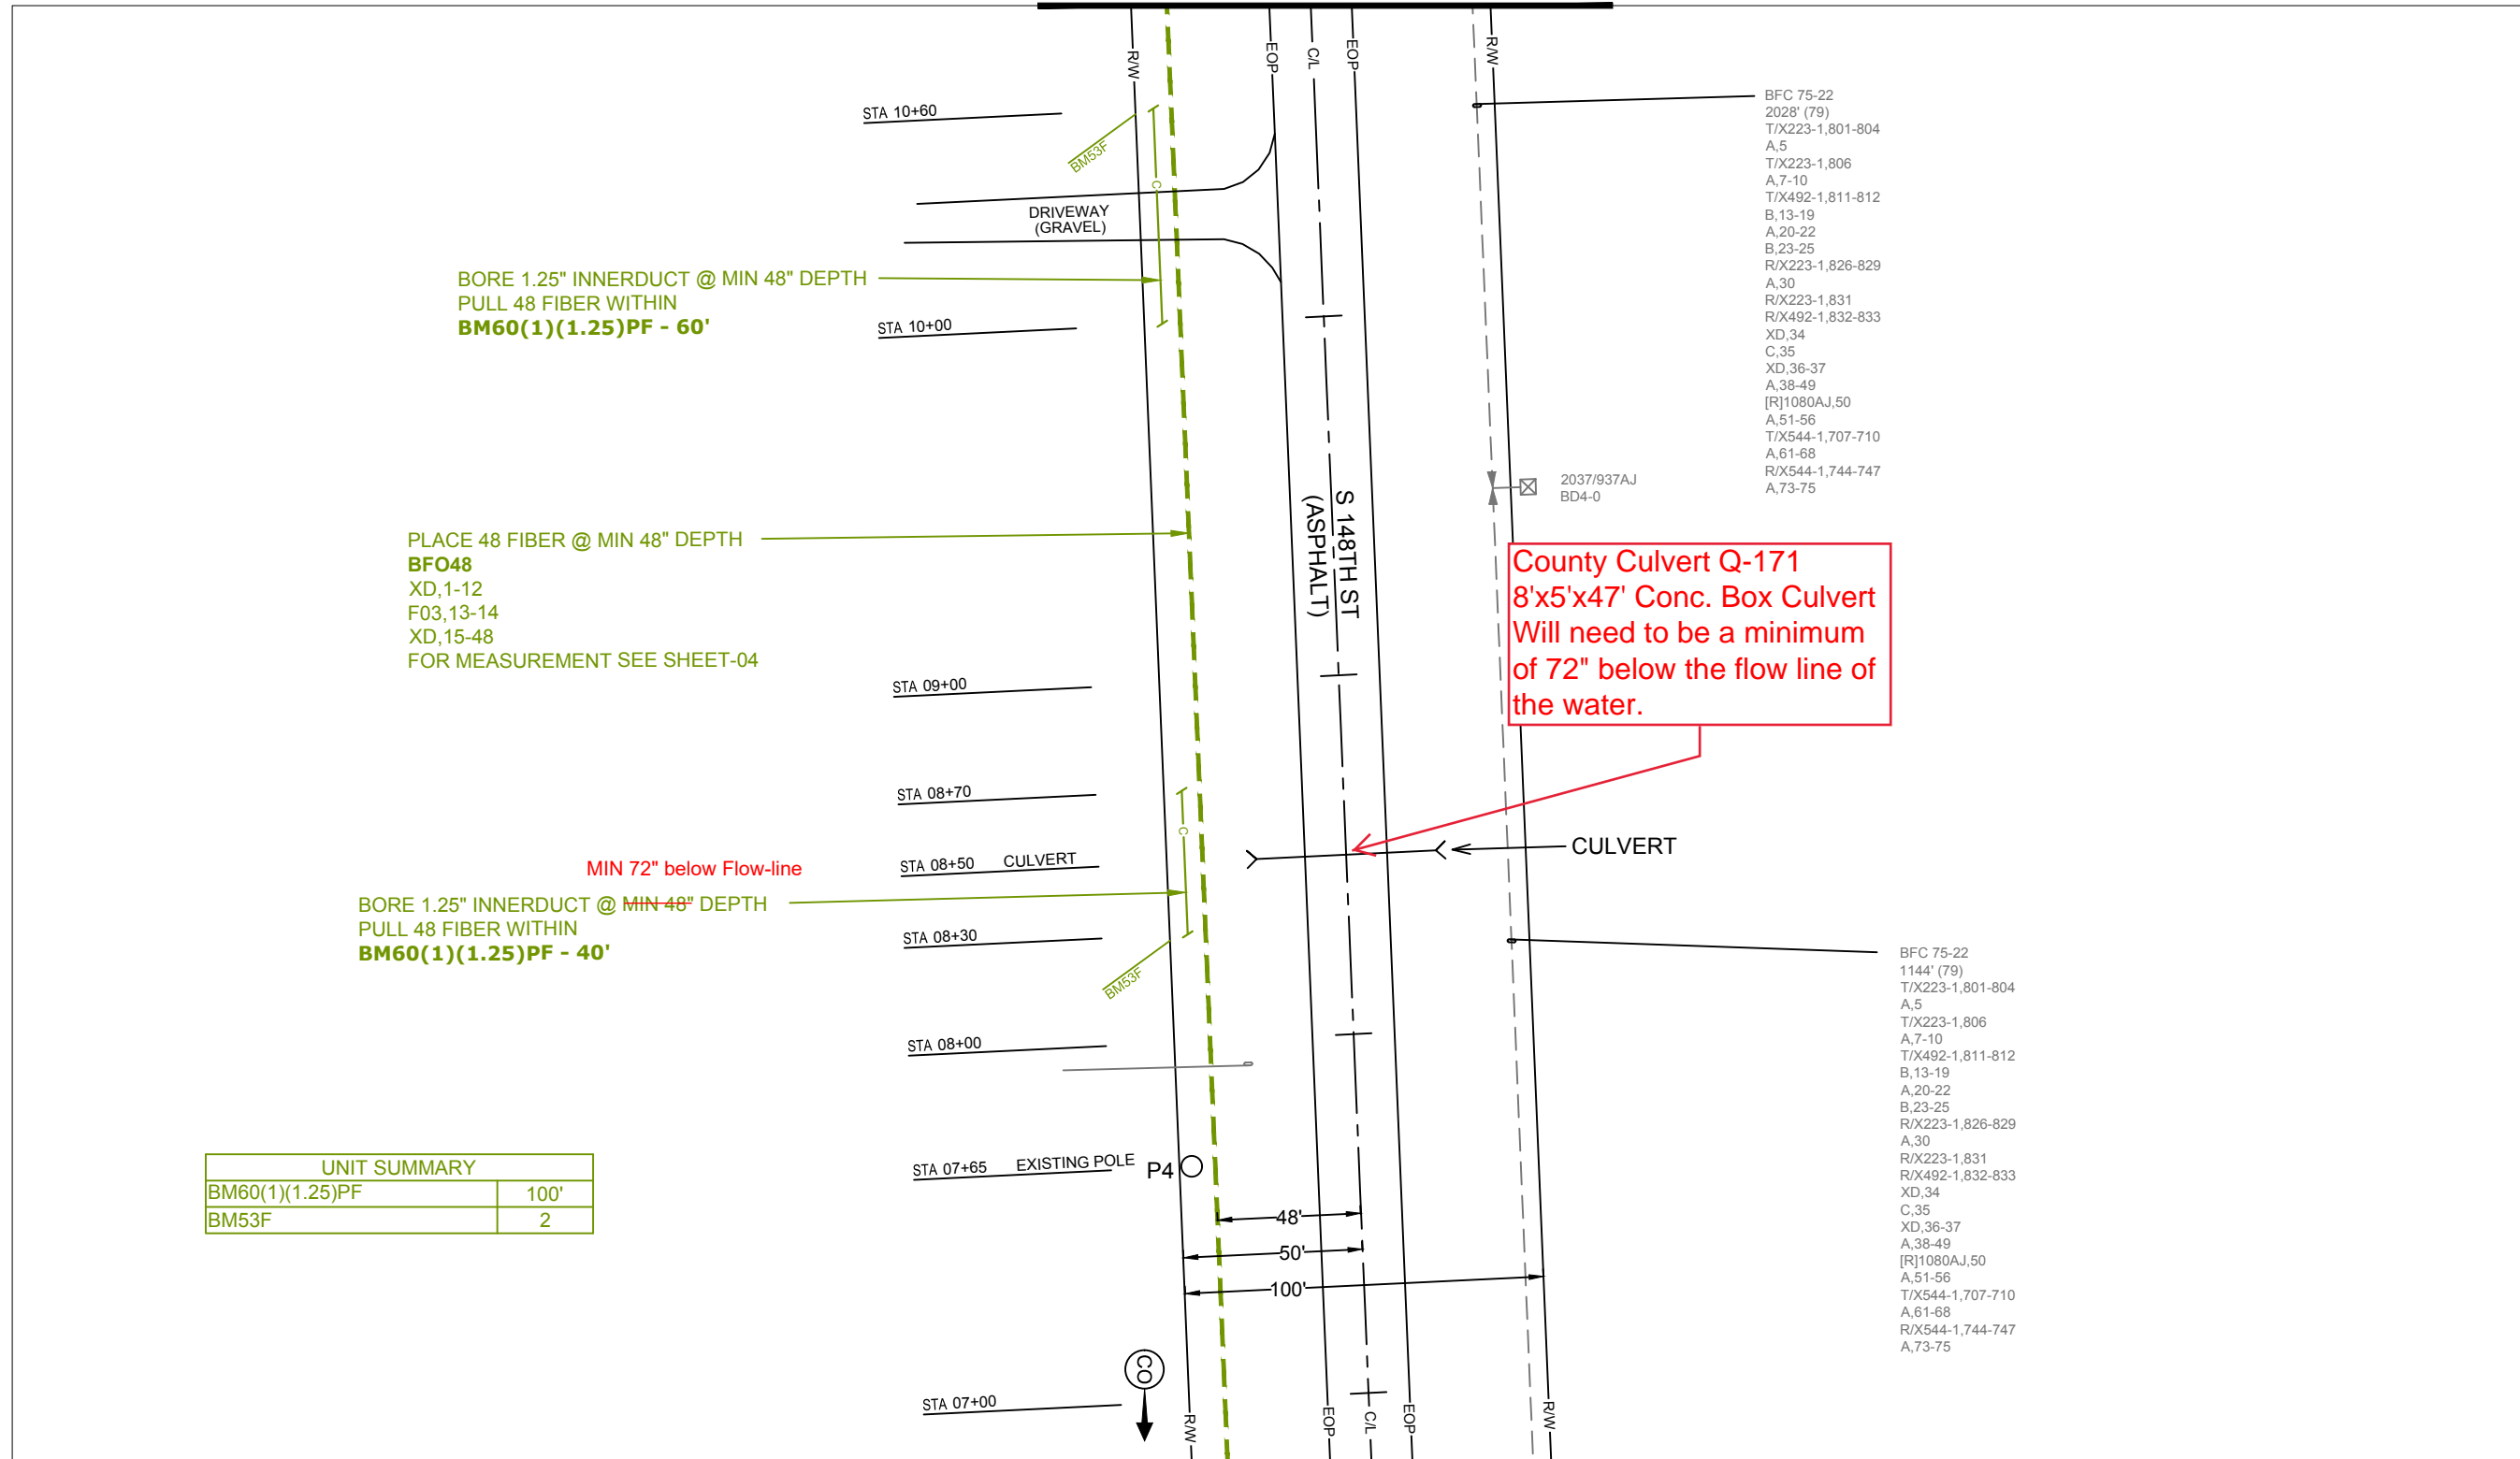 R/W
EOP
C/L
EOP
R/W
STA 10+60
BM53F
C
DRIVEWAY
(GRAVEL)
BORE 1.25" INNERDUCT @ MIN 48" DEPTH
PULL 48 FIBER WITHIN
BM60(1)(1.25)PF - 60'
STA 10+00
BFC 75-22
2028' (79)
T/X223-1,801-804
A,5
T/X223-1,806
A,7-10
T/X492-1,811-812
B,13-19
A,20-22
B,23-25
R/X223-1,826-829
A,30
R/X223-1,831
R/X492-1,832-833
XD,34
C,35
XD,36-37
A,38-49
[R]1080AJ,50
A,51-56
T/X544-1,707-710
A,61-68
R/X544-1,744-747
A,73-75
2037/937AJ
BD4-0
PLACE 48 FIBER @ MIN 48" DEPTH
BFO48
XD,1-12
F03,13-14
XD,15-48
FOR MEASUREMENT SEE SHEET-04
S 148TH ST
(ASPHALT)
County Culvert Q-171
8'x5'x47' Conc. Box Culvert
Will need to be a minimum
of 72" below the flow line of
the water.
STA 09+00
STA 08+70
C
STA 08+50 CULVERT
CULVERT
MIN 72" below Flow-line
BORE 1.25" INNERDUCT @ MIN 48" DEPTH
PULL 48 FIBER WITHIN
BM60(1)(1.25)PF - 40'
STA 08+30
BM53F
STA 08+00
BFC 75-22
1144' (79)
T/X223-1,801-804
A,5
T/X223-1,806
A,7-10
T/X492-1,811-812
B,13-19
A,20-22
B,23-25
R/X223-1,826-829
A,30
R/X223-1,831
R/X492-1,832-833
XD,34
C,35
XD,36-37
A,38-49
[R]1080AJ,50
A,51-56
T/X544-1,707-710
A,61-68
R/X544-1,744-747
A,73-75
STA 07+65 EXISTING POLE
P4
UNIT SUMMARY
BM60(1)(1.25)PF 100'
BM53F 2
48'
50'
100'
CO
STA 07+00
R/W
EOP
C/L
EOP
R/W